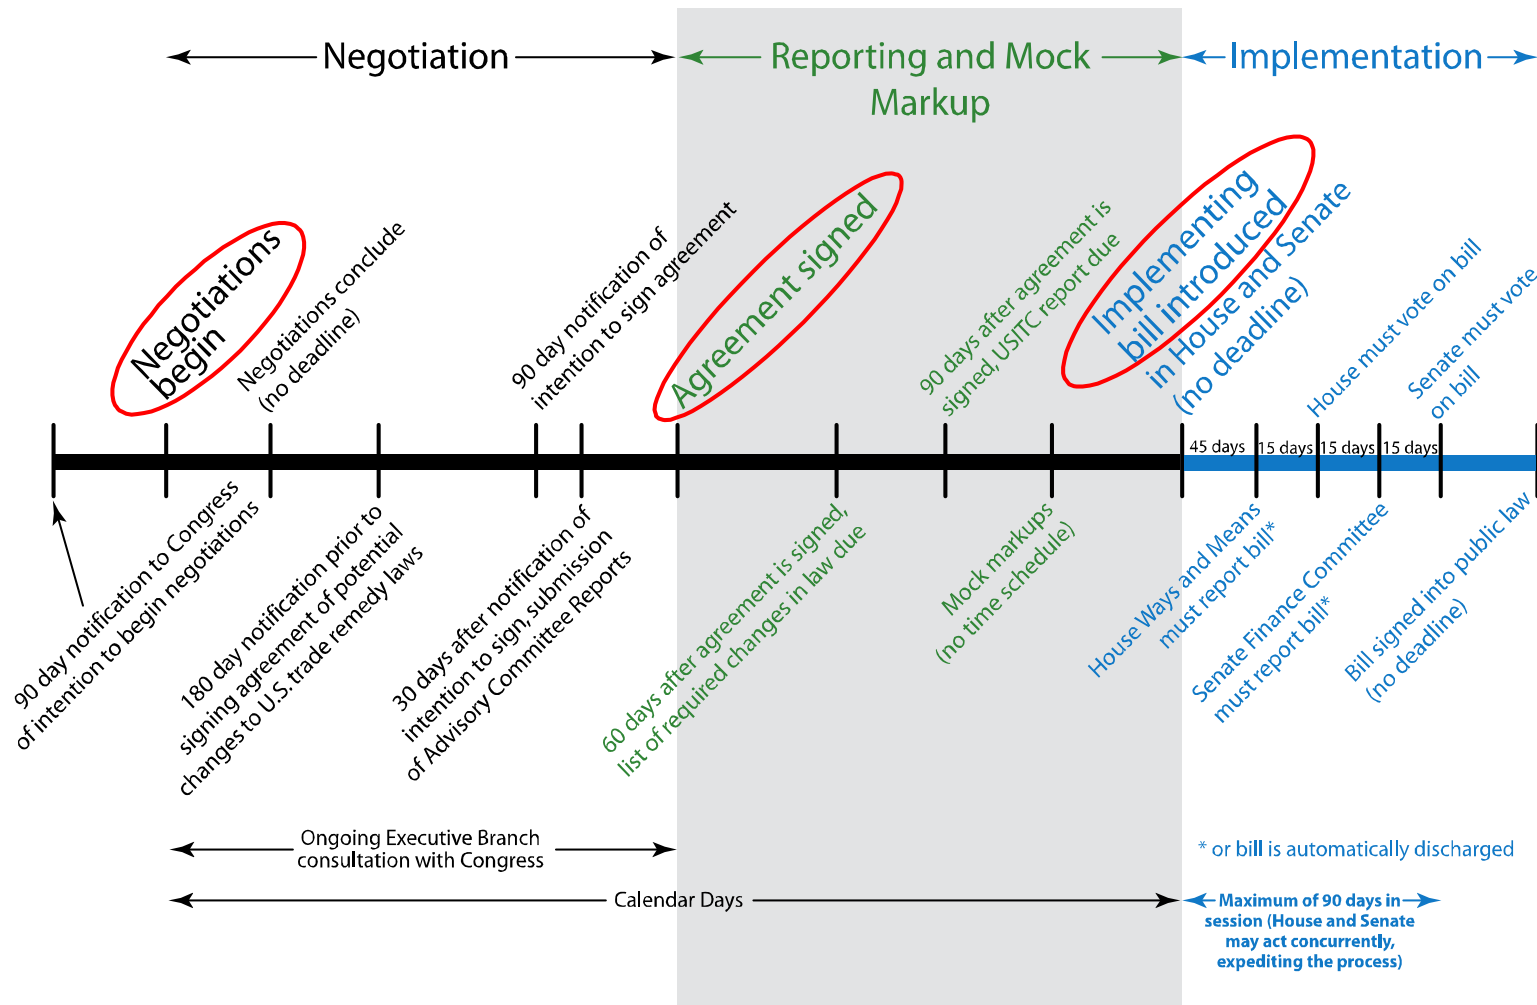 Negotiation
Reporting and Mock
Markup
Implementation
Negotiations
begin
Negotiations conclude
(no deadline)
90 day notification of
intention to sign agreement
Agreement signed
90 days after agreement is
signed, USITC report due
Implementing
bill introduced
in House and Senate
(no deadline)
House must vote on bill
Senate must vote
on bill
45 days
15 days
15 days
15 days
90 day notification to Congress
of intention to begin negotiations
180 day notification prior to
signing agreement of potential
changes to U.S. trade remedy laws
30 days after notification of
intention to sign, submission
of Advisory Committee Reports
60 days after agreement is signed,
list of required changes in law due
Mock markups
(no time schedule)
House Ways and Means
must report bill*
Senate Finance Committee
must report bill*
Bill signed into public law
(no deadline)
Ongoing Executive Branch
consultation with Congress
* or bill is automatically discharged
Calendar Days
Maximum of 90 days in
session (House and Senate
may act concurrently,
expediting the process)